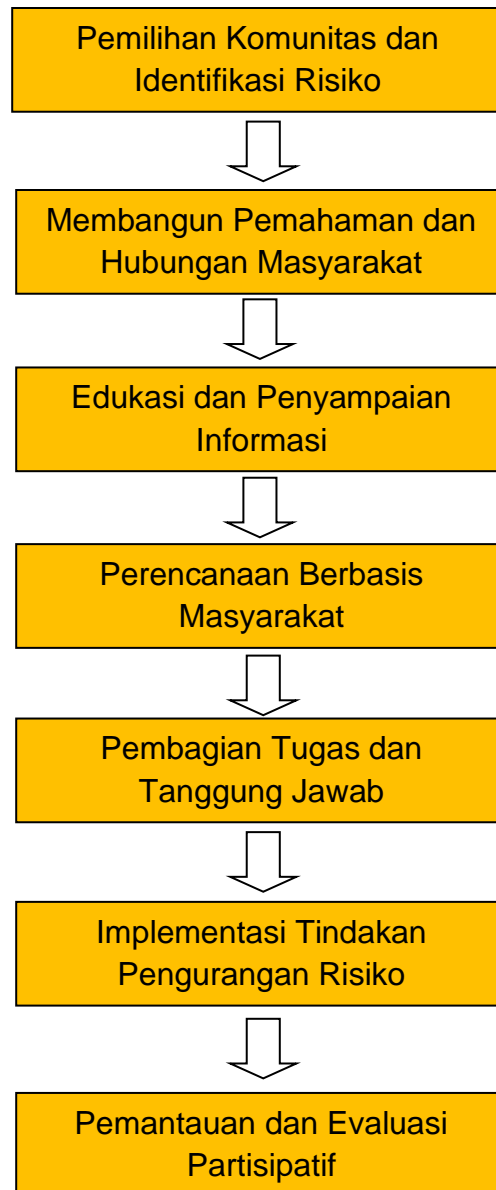 Pemilihan Komunitas dan
Identifikasi Risiko
Membangun Pemahaman dan
Hubungan Masyarakat
Edukasi dan Penyampaian
Informasi
Perencanaan Berbasis
Masyarakat
Pembagian Tugas dan
Tanggung Jawab
Implementasi Tindakan
Pengurangan Risiko
Pemantauan dan Evaluasi
Partisipatif